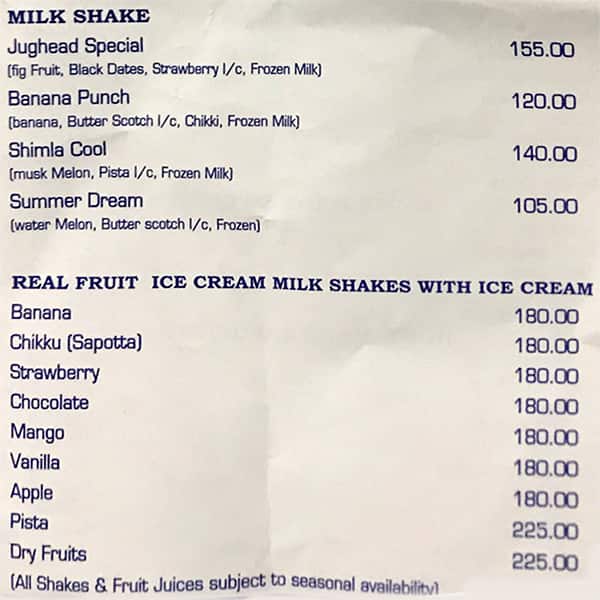 MILK SHAKE
Jughead Special 155.00
(fig Fruit, Black Dates, Strawberry I/c, Frozen Milk)
Banana Punch 120.00
(banana, Butter Scotch I/c, Chikki, Frozen Milk)
Shimla Cool 140.00
(musk Melon, Pista I/c, Frozen Milk)
Summer Dream 105.00
(water Melon, Butter scotch I/c, Frozen)
REAL FRUIT ICE CREAM MILK SHAKES WITH ICE CREAM
Banana 180.00
Chikku (Sapotta) 180.00
Strawberry 180.00
Chocolate 180.00
Mango 180.00
Vanilla 180.00
Apple 180.00
Pista 225.00
Dry Fruits 225.00
(All Shakes & Fruit Juices subject to seasonal availability)